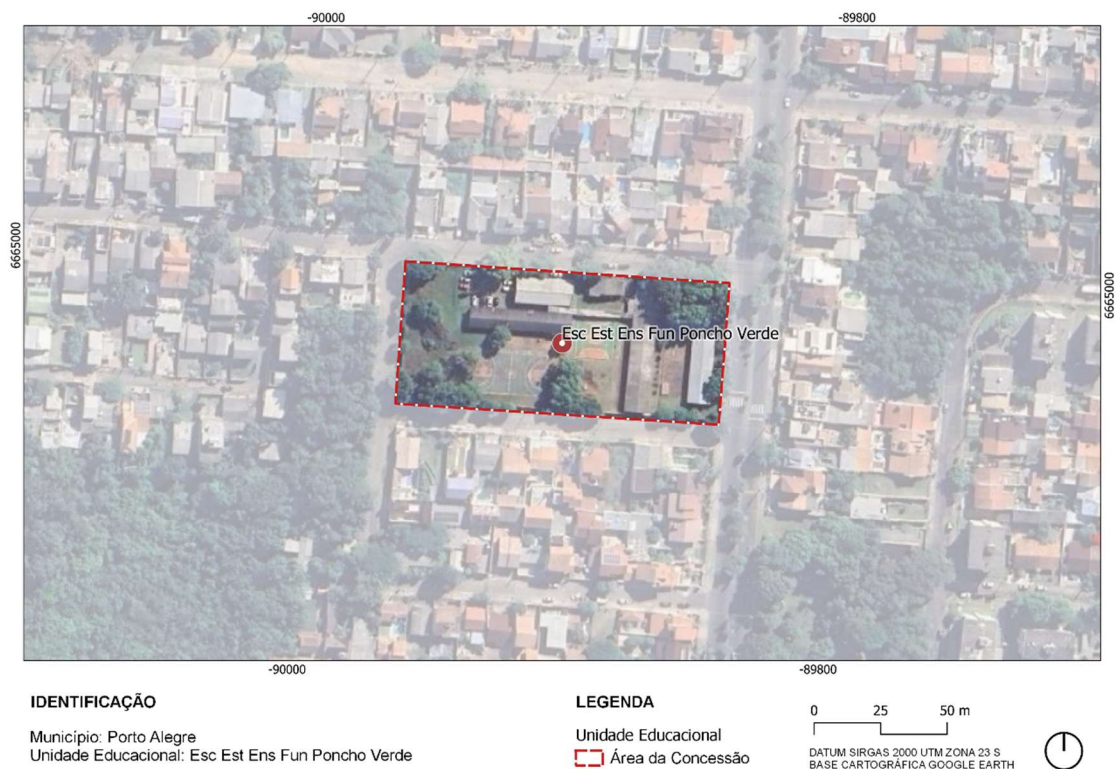 -90000
-89800
6665000
6665000
Esc Est Ens Fun Poncho Verde
-90000
-89800
IDENTIFICAÇÃO
Município: Porto Alegre
Unidade Educacional: Esc Est Ens Fun Poncho Verde
LEGENDA
Unidade Educacional
Área da Concessão
0 25 50 m
DATUM SIRGAS 2000 UTM ZONA 23 S
BASE CARTOGRÁFICA GOOGLE EARTH